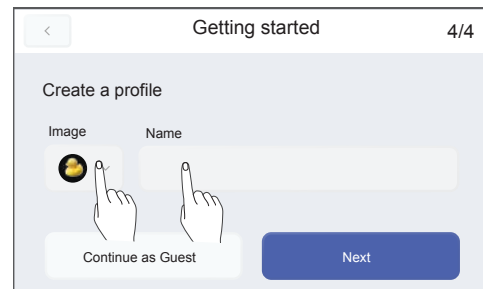 Getting started 4/4
Create a profile
Image Name
Continue as Guest Next